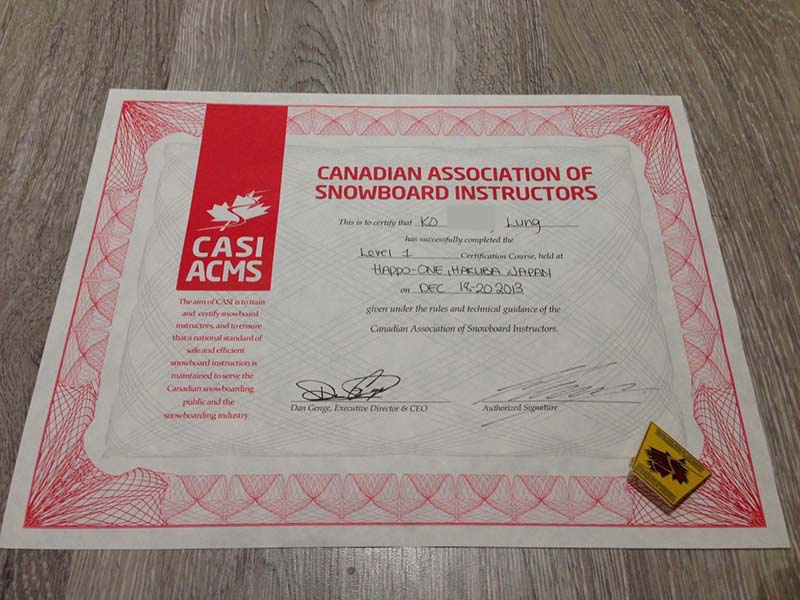 CANADIAN ASSOCIATION OF
SNOWBOARD INSTRUCTORS
This is to certify that KO , Lung
has successfully completed the
Level 1 Certification Course, held at
HAPPO-ONE, HAKUBA, JAPAN
on DEC 18-20 2013
given under the rules and technical guidance of the
Canadian Association of Snowboard Instructors.
CASI
ACMS
The aim of CASI is to train
and certify snowboard
instructors, and to ensure
that a national standard of
safe and efficient
snowboard instruction is
maintained to serve the
Canadian snowboarding
public and the
snowboarding industry.
Dan Genge, Executive Director & CEO
Authorized Signature